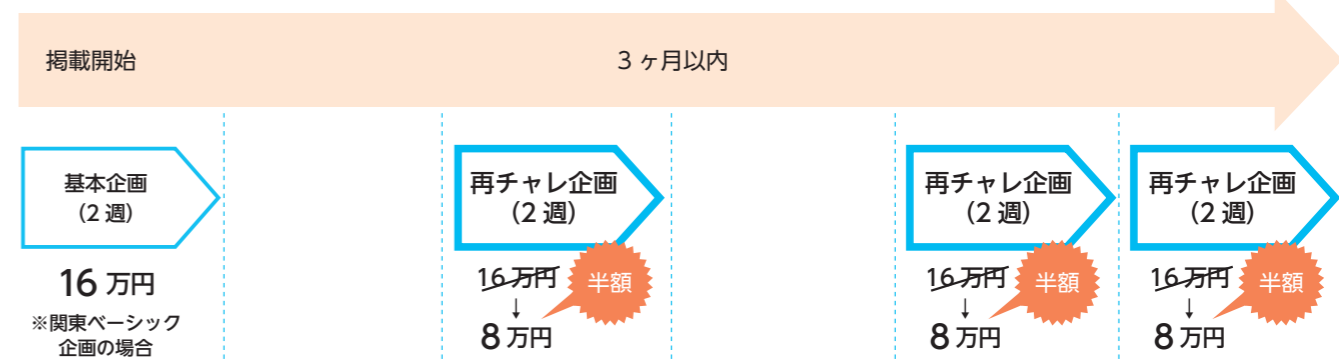 掲載開始
3ヶ月以内
基本企画
(2週)
16万円
※関東ベーシック
企画の場合
再チャレ企画
(2週)
16万円
半額
↓
8万円
再チャレ企画
(2週)
16万円
半額
↓
8万円
再チャレ企画
(2週)
16万円
半額
↓
8万円